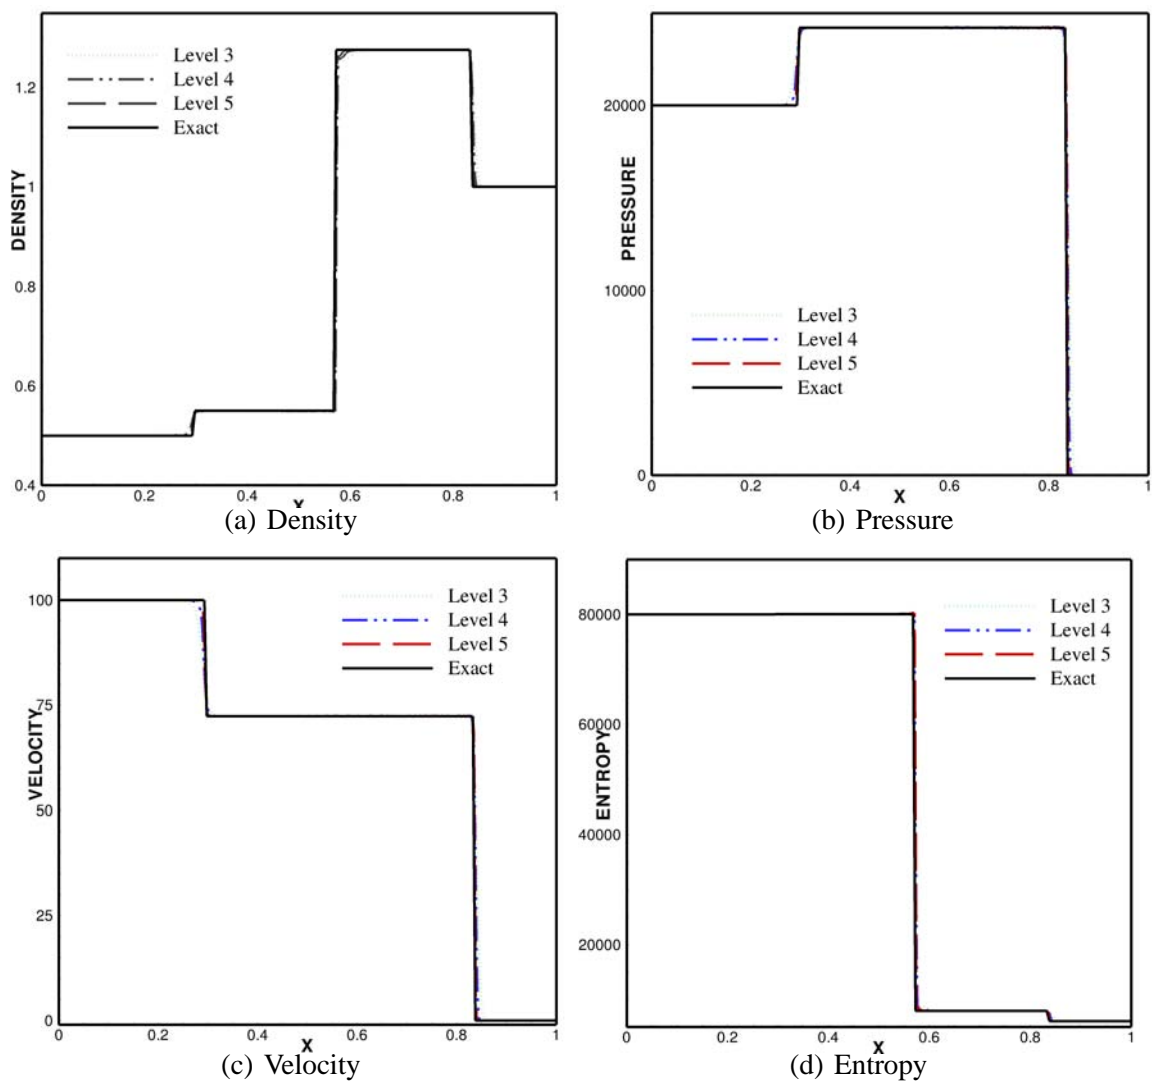 Level 3
Level 4
Level 5
Exact
1.2
1
0.8
0.6
0.4
DENSITY
0 0.2 0.4 0.6 0.8 1
X
(a) Density
20000
10000
0
PRESSURE
Level 3
Level 4
Level 5
Exact
0 0.2 0.4 0.6 0.8 1
X
(b) Pressure
100
75
50
25
0
VELOCITY
Level 3
Level 4
Level 5
Exact
0 0.2 0.4 0.6 0.8 1
X
(c) Velocity
80000
60000
40000
20000
ENTROPY
Level 3
Level 4
Level 5
Exact
0 0.2 0.4 0.6 0.8 1
X
(d) Entropy